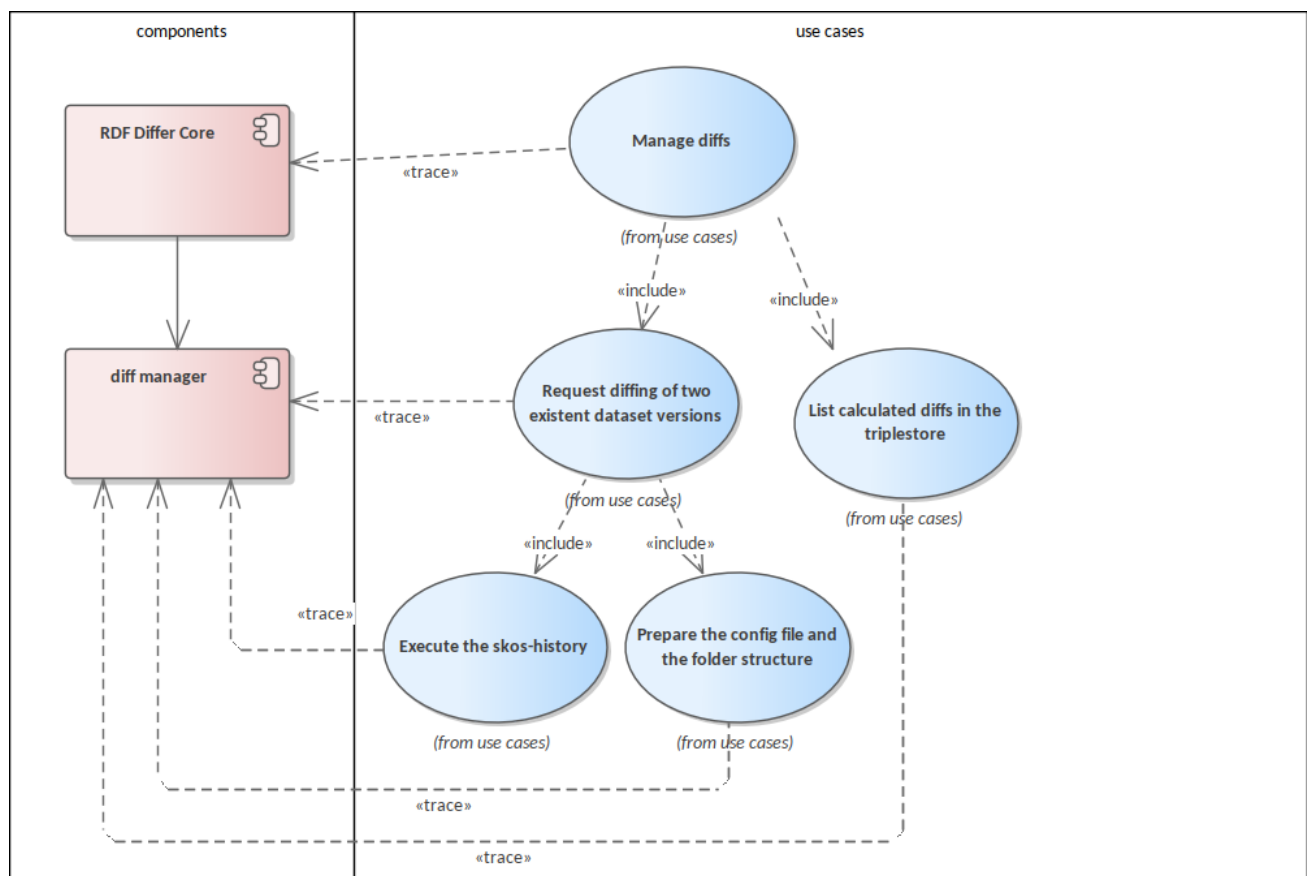 components
use cases
RDF Differ Core
Manage diffs
«trace»
(from use cases)
«include»
«include»
diff manager
Request diffing of two
existent dataset versions
List calculated diffs in the
triplestore
«trace»
(from use cases)
(from use cases)
«include»
«include»
«trace»
Execute the skos-history
Prepare the config file and
the folder structure
(from use cases)
(from use cases)
«trace»
«trace»